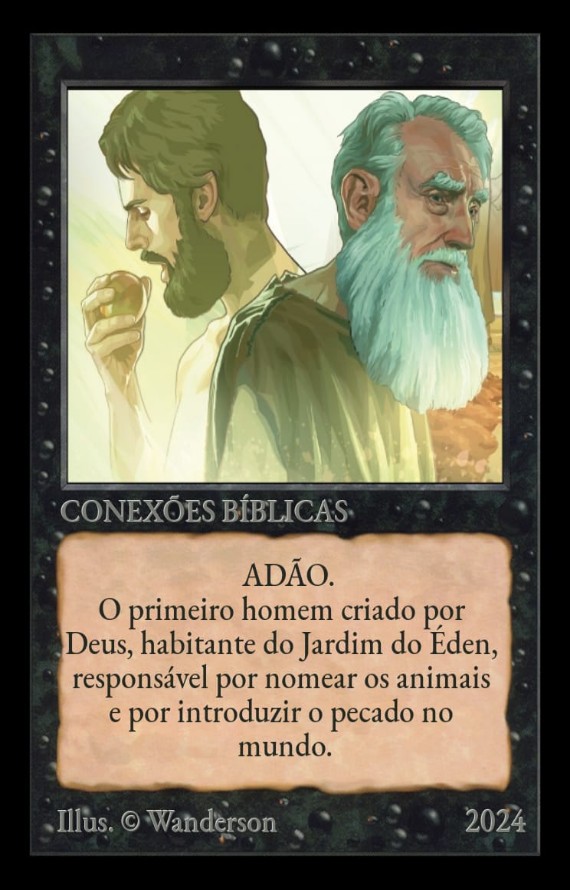 CONEXÕES BÍBLICAS
ADÃO.
O primeiro homem criado por
Deus, habitante do Jardim do Éden,
responsável por nomear os animais
e por introduzir o pecado no
mundo.
Illus. © Wanderson
2024